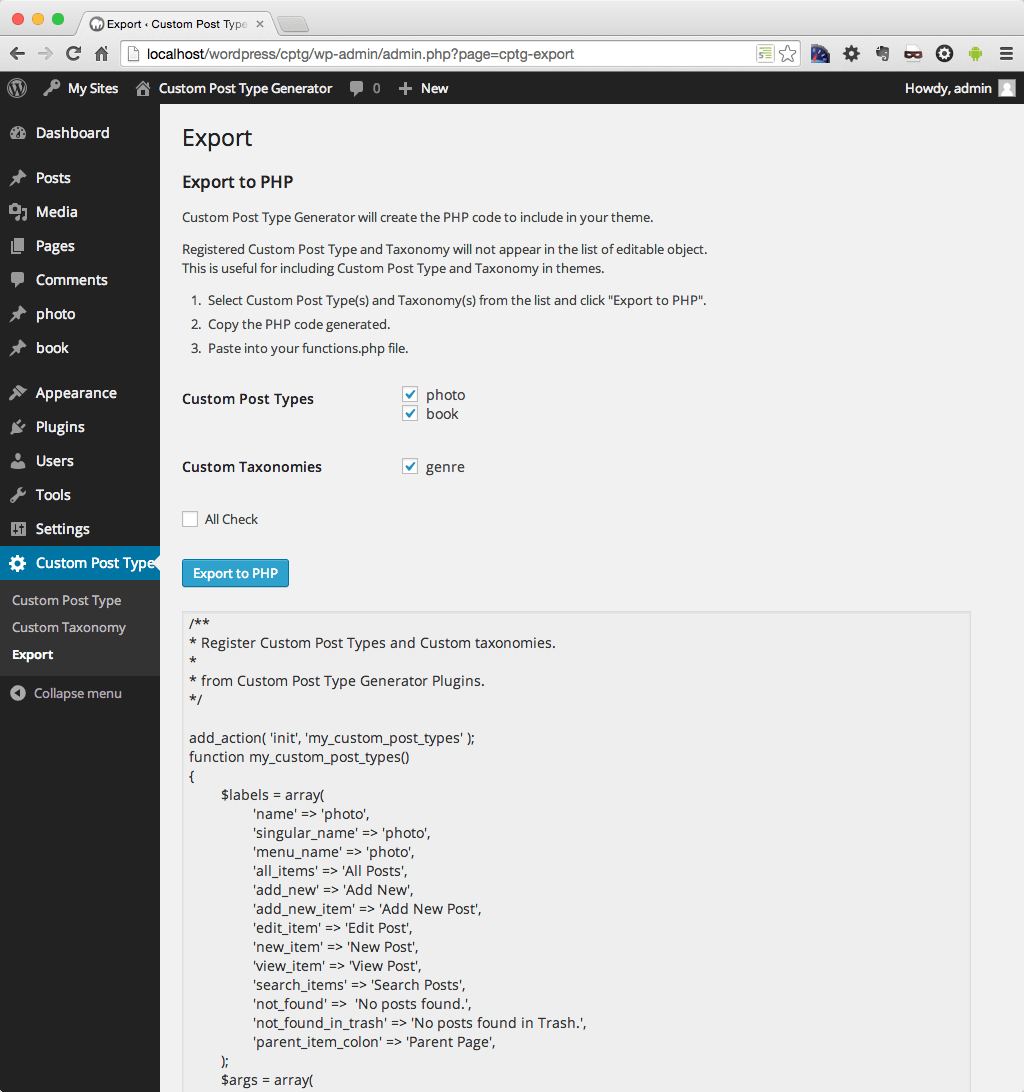 Export ‹ Custom Post Type
localhost/wordpress/cptg/wp-admin/admin.php?page=cptg-export
My Sites Custom Post Type Generator 0 New Howdy, admin
Dashboard
Posts
Media
Pages
Comments
photo
book
Appearance
Plugins
Users
Tools
Settings
Custom Post Type
Custom Post Type
Custom Taxonomy
Export
Collapse menu
Export
Export to PHP
Custom Post Type Generator will create the PHP code to include in your theme.
Registered Custom Post Type and Taxonomy will not appear in the list of editable object.
This is useful for including Custom Post Type and Taxonomy in themes.
1. Select Custom Post Type(s) and Taxonomy(s) from the list and click "Export to PHP".
2. Copy the PHP code generated.
3. Paste into your functions.php file.
Custom Post Types
photo
book
Custom Taxonomies
genre
All Check
Export to PHP
/**
* Register Custom Post Types and Custom taxonomies.
*
* from Custom Post Type Generator Plugins.
*/
add_action( 'init', 'my_custom_post_types' );
function my_custom_post_types()
{
$labels = array(
'name' => 'photo',
'singular_name' => 'photo',
'menu_name' => 'photo',
'all_items' => 'All Posts',
'add_new' => 'Add New',
'add_new_item' => 'Add New Post',
'edit_item' => 'Edit Post',
'new_item' => 'New Post',
'view_item' => 'View Post',
'search_items' => 'Search Posts',
'not_found' =>  'No posts found.',
'not_found_in_trash' => 'No posts found in Trash.',
'parent_item_colon' => 'Parent Page',
);
$args = array(